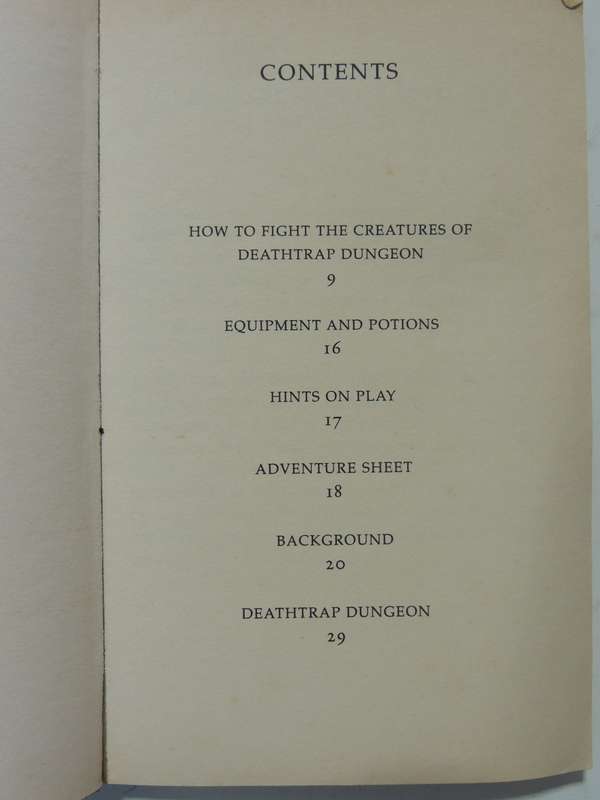 CONTENTS
HOW TO FIGHT THE CREATURES OF
DEATHTRAP DUNGEON
9
EQUIPMENT AND POTIONS
16
HINTS ON PLAY
17
ADVENTURE SHEET
18
BACKGROUND
20
DEATHTRAP DUNGEON
29